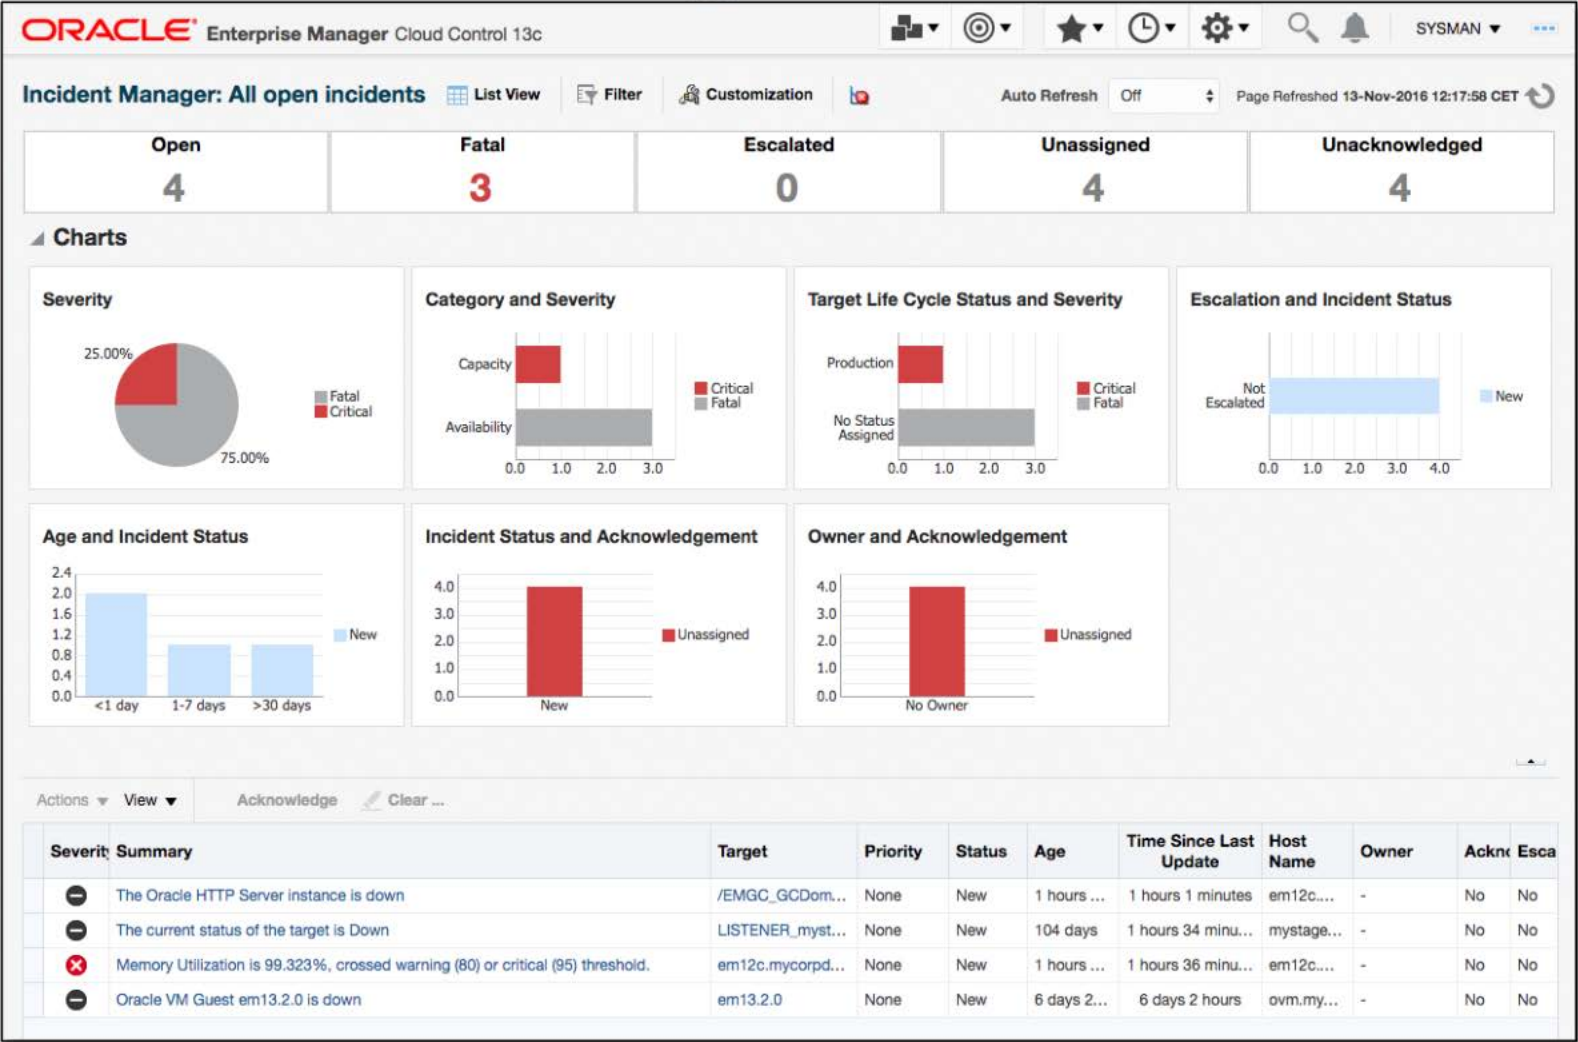 ORACLE Enterprise Manager Cloud Control 13c
SYSMAN
Incident Manager: All open incidents List View Filter Customization Auto Refresh Off Page Refreshed 13-Nov-2016 12:17:58 CET
Open Fatal Escalated Unassigned Unacknowledged
4 3 0 4 4
Charts
Severity
25.00%
Fatal
Critical
75.00%
Category and Severity
Capacity
Critical
Fatal
Availability
0.0 1.0 2.0 3.0
Target Life Cycle Status and Severity
Production
Critical
Fatal
No Status
Assigned
0.0 1.0 2.0 3.0
Escalation and Incident Status
Not
Escalated
New
0.0 1.0 2.0 3.0 4.0
Age and Incident Status
2.4
2.0
1.6
1.2
0.8
0.4
0.0
New
<1 day 1-7 days >30 days
Incident Status and Acknowledgement
4.0
3.0
2.0
1.0
0.0
Unassigned
New
Owner and Acknowledgement
4.0
3.0
2.0
1.0
0.0
Unassigned
No Owner
Actions View Acknowledge Clear ...
Severity Summary Target Priority Status Age Time Since Last Update Host Name Owner Ackno Esca
The Oracle HTTP Server instance is down /EMGC_GCDom... None New 1 hours ... 1 hours 1 minutes em12c.... - No No
The current status of the target is Down LISTENER_myst... None New 104 days 1 hours 34 minu... mystage... - No No
Memory Utilization is 99.323%, crossed warning (80) or critical (95) threshold. em12c.mycorpd... None New 1 hours ... 1 hours 36 minu... em12c.... - No No
Oracle VM Guest em13.2.0 is down em13.2.0 None New 6 days 2... 6 days 2 hours ovm.my... - No No